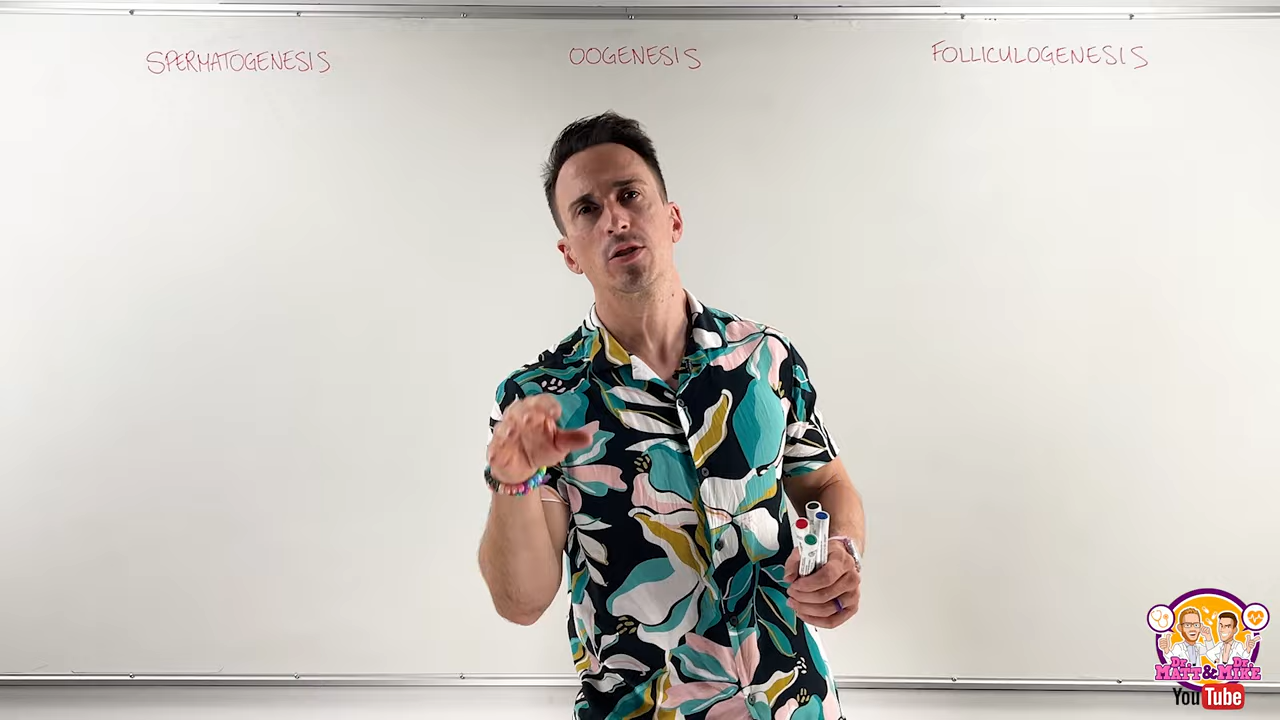 SPERMATOGENESIS
OOGENESIS
FOLLICULOGENESIS
DR. MATT & DR. MIKE
YouTube